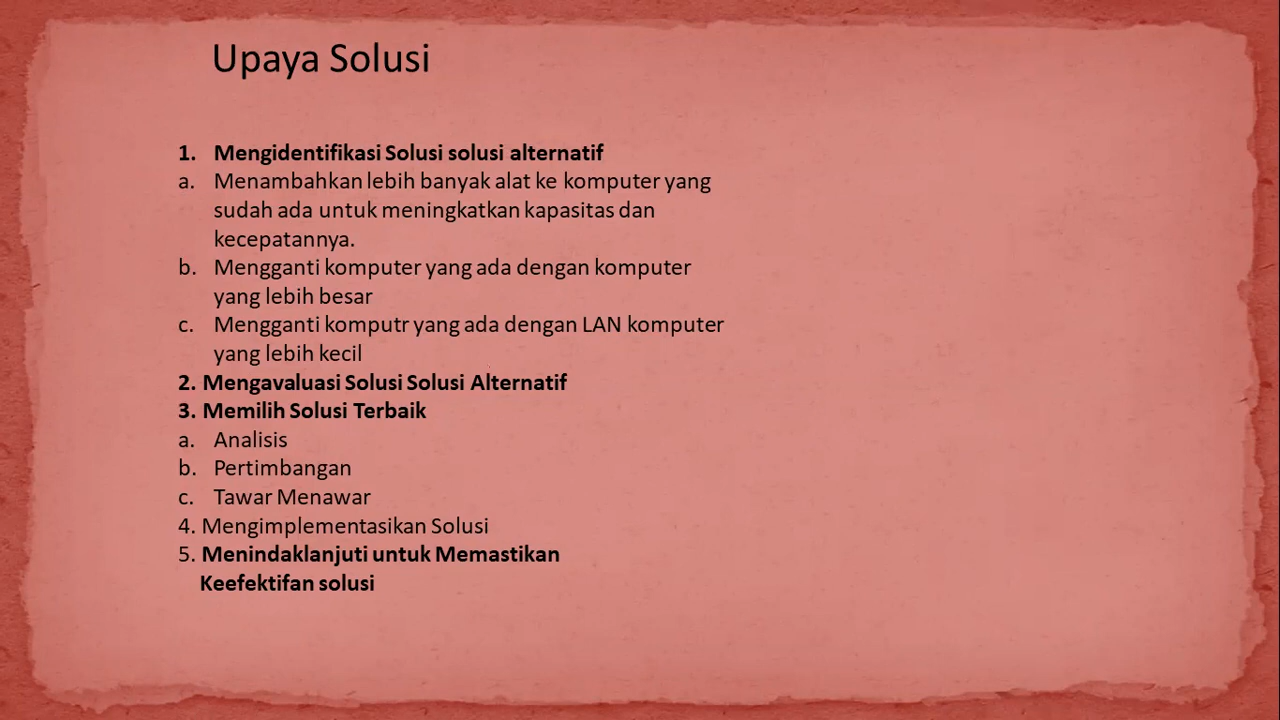 Upaya Solusi
1. Mengidentifikasi Solusi solusi alternatif
a. Menambahkan lebih banyak alat ke komputer yang
sudah ada untuk meningkatkan kapasitas dan
kecepatannya.
b. Mengganti komputer yang ada dengan komputer
yang lebih besar
c. Mengganti komputr yang ada dengan LAN komputer
yang lebih kecil
2. Mengavaluasi Solusi Solusi Alternatif
3. Memilih Solusi Terbaik
a. Analisis
b. Pertimbangan
c. Tawar Menawar
4. Mengimplementasikan Solusi
5. Menindaklanjuti untuk Memastikan
Keefektifan solusi